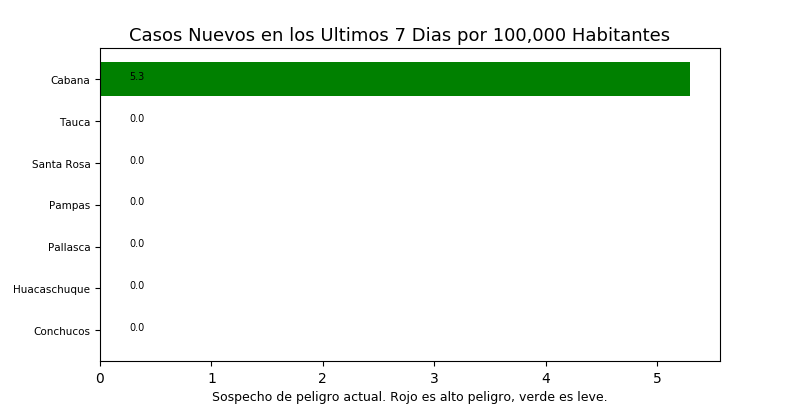 Casos Nuevos en los Ultimos 7 Dias por 100,000 Habitantes
Cabana 5.3
Tauca 0.0
Santa Rosa 0.0
Pampas 0.0
Pallasca 0.0
Huacaschuque 0.0
Conchucos 0.0
0 1 2 3 4 5
Sospecho de peligro actual. Rojo es alto peligro, verde es leve.